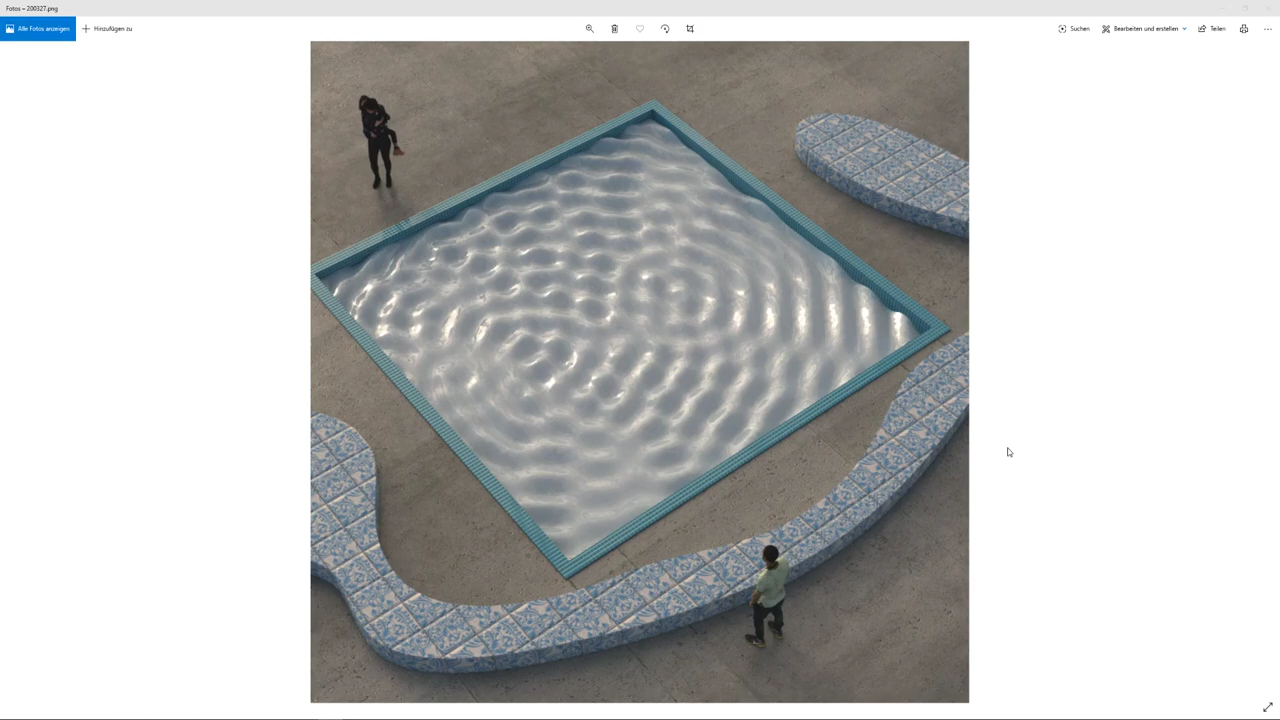 Fotos – 200327.png
Alle Fotos anzeigen
Hinzufügen zu
Suchen
Bearbeiten und erstellen
Teilen